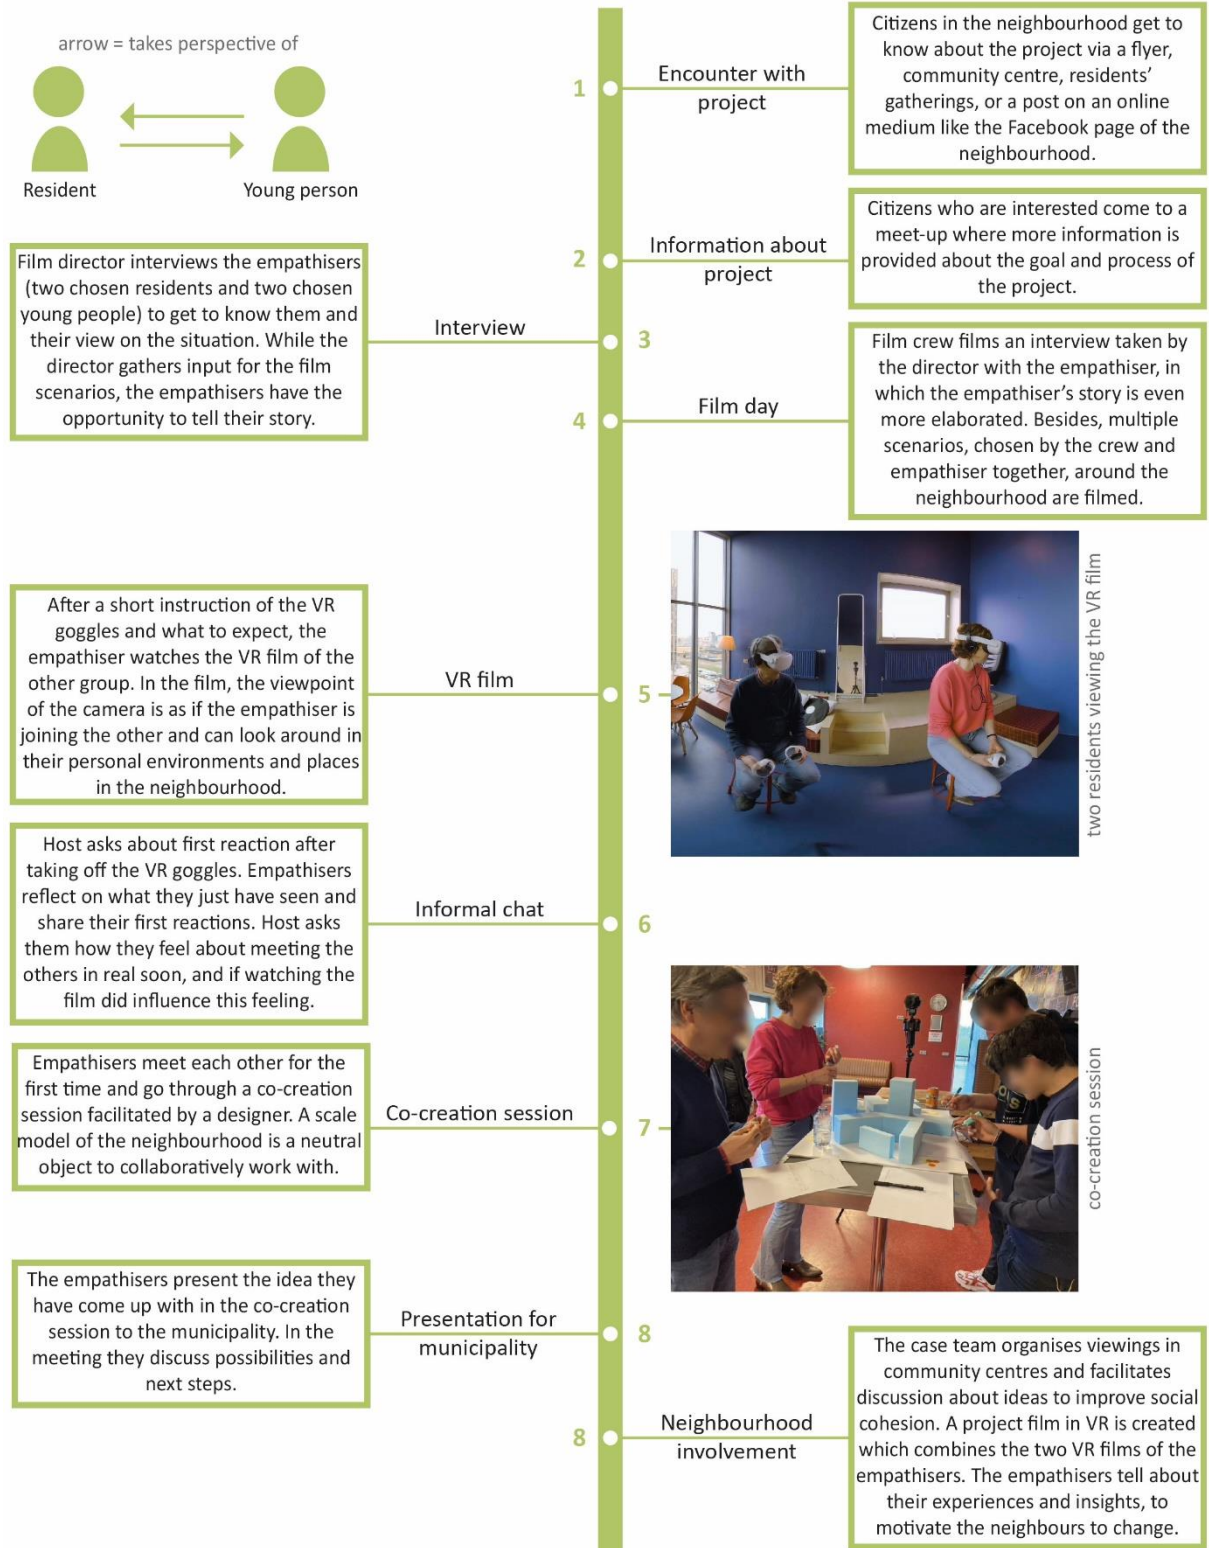 arrow = takes perspective of
Resident
Young person
1
Encounter with
project
Citizens in the neighbourhood get to
know about the project via a flyer,
community centre, residents’
gatherings, or a post on an online
medium like the Facebook page of the
neighbourhood.
2
Information about
project
Citizens who are interested come to a
meet-up where more information is
provided about the goal and process of
the project.
Film director interviews the empathisers
(two chosen residents and two chosen
young people) to get to know them and
their view on the situation. While the
director gathers input for the film
scenarios, the empathisers have the
opportunity to tell their story.
Interview
3
4
Film day
Film crew films an interview taken by
the director with the empathiser, in
which the empathiser’s story is even
more elaborated. Besides, multiple
scenarios, chosen by the crew and
empathiser together, around the
neighbourhood are filmed.
After a short instruction of the VR
goggles and what to expect, the
empathiser watches the VR film of the
other group. In the film, the viewpoint
of the camera is as if the empathiser is
joining the other and can look around in
their personal environments and places
in the neighbourhood.
VR film
5
two residents viewing the VR film
Host asks about first reaction after
taking off the VR goggles. Empathisers
reflect on what they just have seen and
share their first reactions. Host asks
them how they feel about meeting the
others in real soon, and if watching the
film did influence this feeling.
Informal chat
6
Empathisers meet each other for the
first time and go through a co-creation
session facilitated by a designer. A scale
model of the neighbourhood is a neutral
object to collaboratively work with.
Co-creation session
7
co-creation session
The empathisers present the idea they
have come up with in the co-creation
session to the municipality. In the
meeting they discuss possibilities and
next steps.
Presentation for
municipality
8
8
Neighbourhood
involvement
The case team organises viewings in
community centres and facilitates
discussion about ideas to improve social
cohesion. A project film in VR is created
which combines the two VR films of the
empathisers. The empathisers tell about
their experiences and insights, to
motivate the neighbours to change.